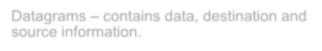 Datagrams – contains data, destination and
source information.